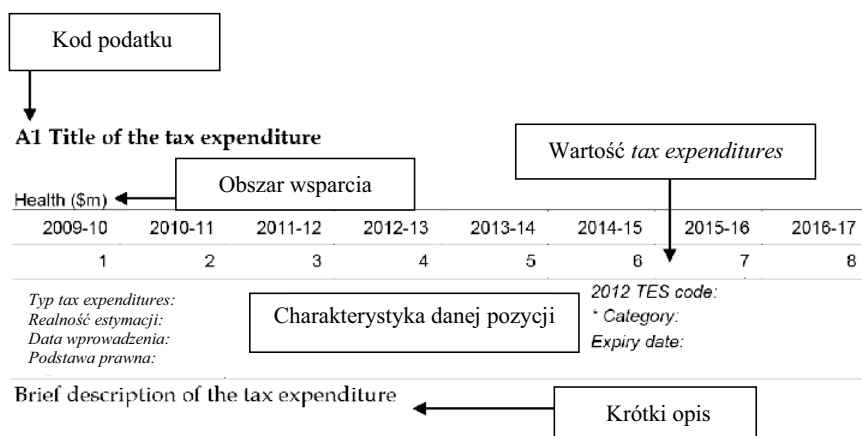 Kod podatku
A1 Title of the tax expenditure
Wartość tax expenditures
Obszar wsparcia
Health ($m)
2009-10 2010-11 2011-12 2012-13 2013-14 2014-15 2015-16 2016-17
1 2 3 4 5 6 7 8
Typ tax expenditures:
Realność estymacji:
Data wprowadzenia:
Podstawa prawna:
Charakterystyka danej pozycji
2012 TES code:
* Category:
Expiry date:
Brief description of the tax expenditure
Krótki opis